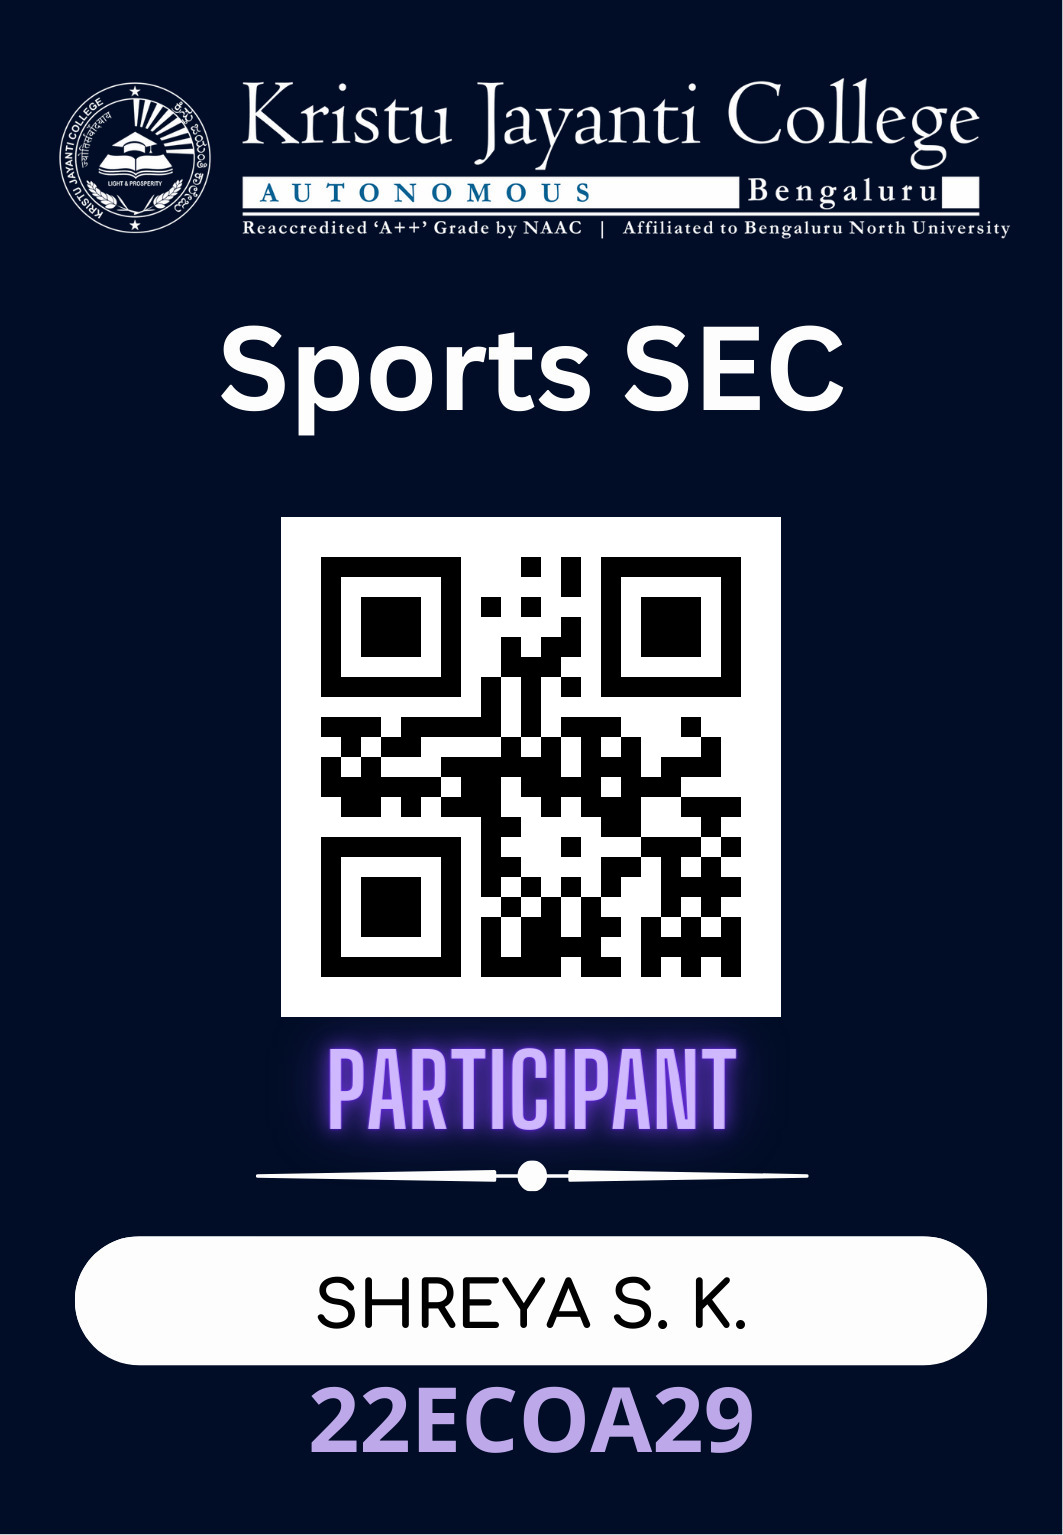 KRISTU JAYANTI COLLEGE
LIGHT & PROSPERITY
Kristu Jayanti College
AUTONOMOUS Bengaluru
Reaccredited ‘A++’ Grade by NAAC | Affiliated to Bengaluru North University
Sports SEC
PARTICIPANT
SHREYA S. K.
22ECOA29